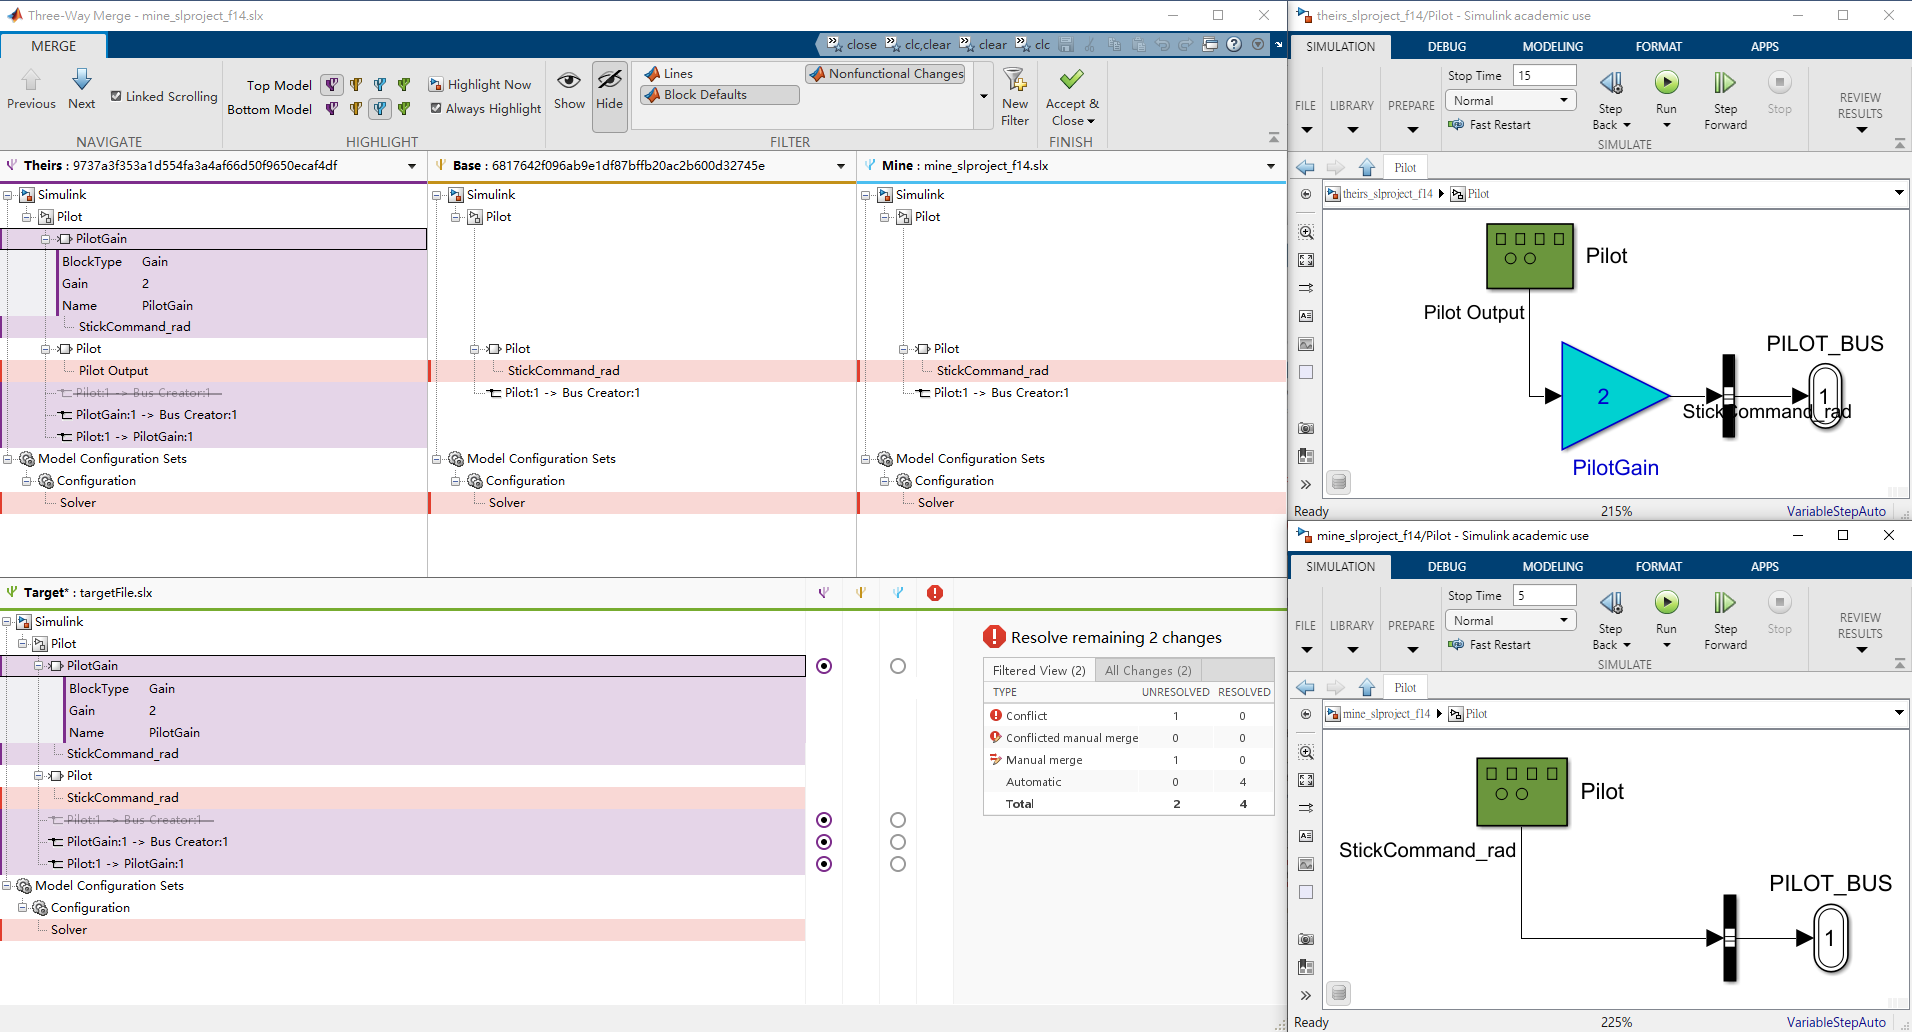 Three-Way Merge - mine_slproject_f14.slx
MERGE
close clc,clear clear clc
Previous Next Linked Scrolling
NAVIGATE
Top Model Highlight Now
Bottom Model Always Highlight
HIGHLIGHT
Show Hide
Lines Nonfunctional Changes
Block Defaults
New Filter
FILTER
Accept & Close
FINISH
Theirs : 9737a3f353a1d554fa3a4af66d50f9650ecaf4df
Simulink
Pilot
PilotGain
BlockType Gain
Gain 2
Name PilotGain
StickCommand_rad
Pilot
Pilot Output
Pilot:1 -> Bus Creator:1
PilotGain:1 -> Bus Creator:1
Pilot:1 -> PilotGain:1
Model Configuration Sets
Configuration
Solver
Base : 6817642f096ab9e1df87bffb20ac2b600d32745e
Simulink
Pilot
Pilot
StickCommand_rad
Pilot:1 -> Bus Creator:1
Model Configuration Sets
Configuration
Solver
Mine : mine_slproject_f14.slx
Simulink
Pilot
Pilot
StickCommand_rad
Pilot:1 -> Bus Creator:1
Model Configuration Sets
Configuration
Solver
Target* : targetFile.slx
Simulink
Pilot
PilotGain
BlockType Gain
Gain 2
Name PilotGain
StickCommand_rad
Pilot
StickCommand_rad
Pilot:1 -> Bus Creator:1
PilotGain:1 -> Bus Creator:1
Pilot:1 -> PilotGain:1
Model Configuration Sets
Configuration
Solver
Resolve remaining 2 changes
Filtered View (2) All Changes (2)
TYPE UNRESOLVED RESOLVED
Conflict 1 0
Conflicted manual merge 0 0
Manual merge 1 0
Automatic 0 4
Total 2 4
theirs_slproject_f14/Pilot - Simulink academic use
SIMULATION DEBUG MODELING FORMAT APPS
FILE LIBRARY PREPARE
Stop Time 15
Normal
Fast Restart
Step Back Run Step Forward Stop
SIMULATE
REVIEW RESULTS
Pilot
theirs_slproject_f14 Pilot
Pilot
Pilot Output
PILOT_BUS
2
1
StickCommand_rad
PilotGain
Ready 215% VariableStepAuto
mine_slproject_f14/Pilot - Simulink academic use
SIMULATION DEBUG MODELING FORMAT APPS
FILE LIBRARY PREPARE
Stop Time 5
Normal
Fast Restart
Step Back Run Step Forward Stop
SIMULATE
REVIEW RESULTS
Pilot
mine_slproject_f14 Pilot
Pilot
StickCommand_rad
PILOT_BUS
1
Ready 225% VariableStepAuto